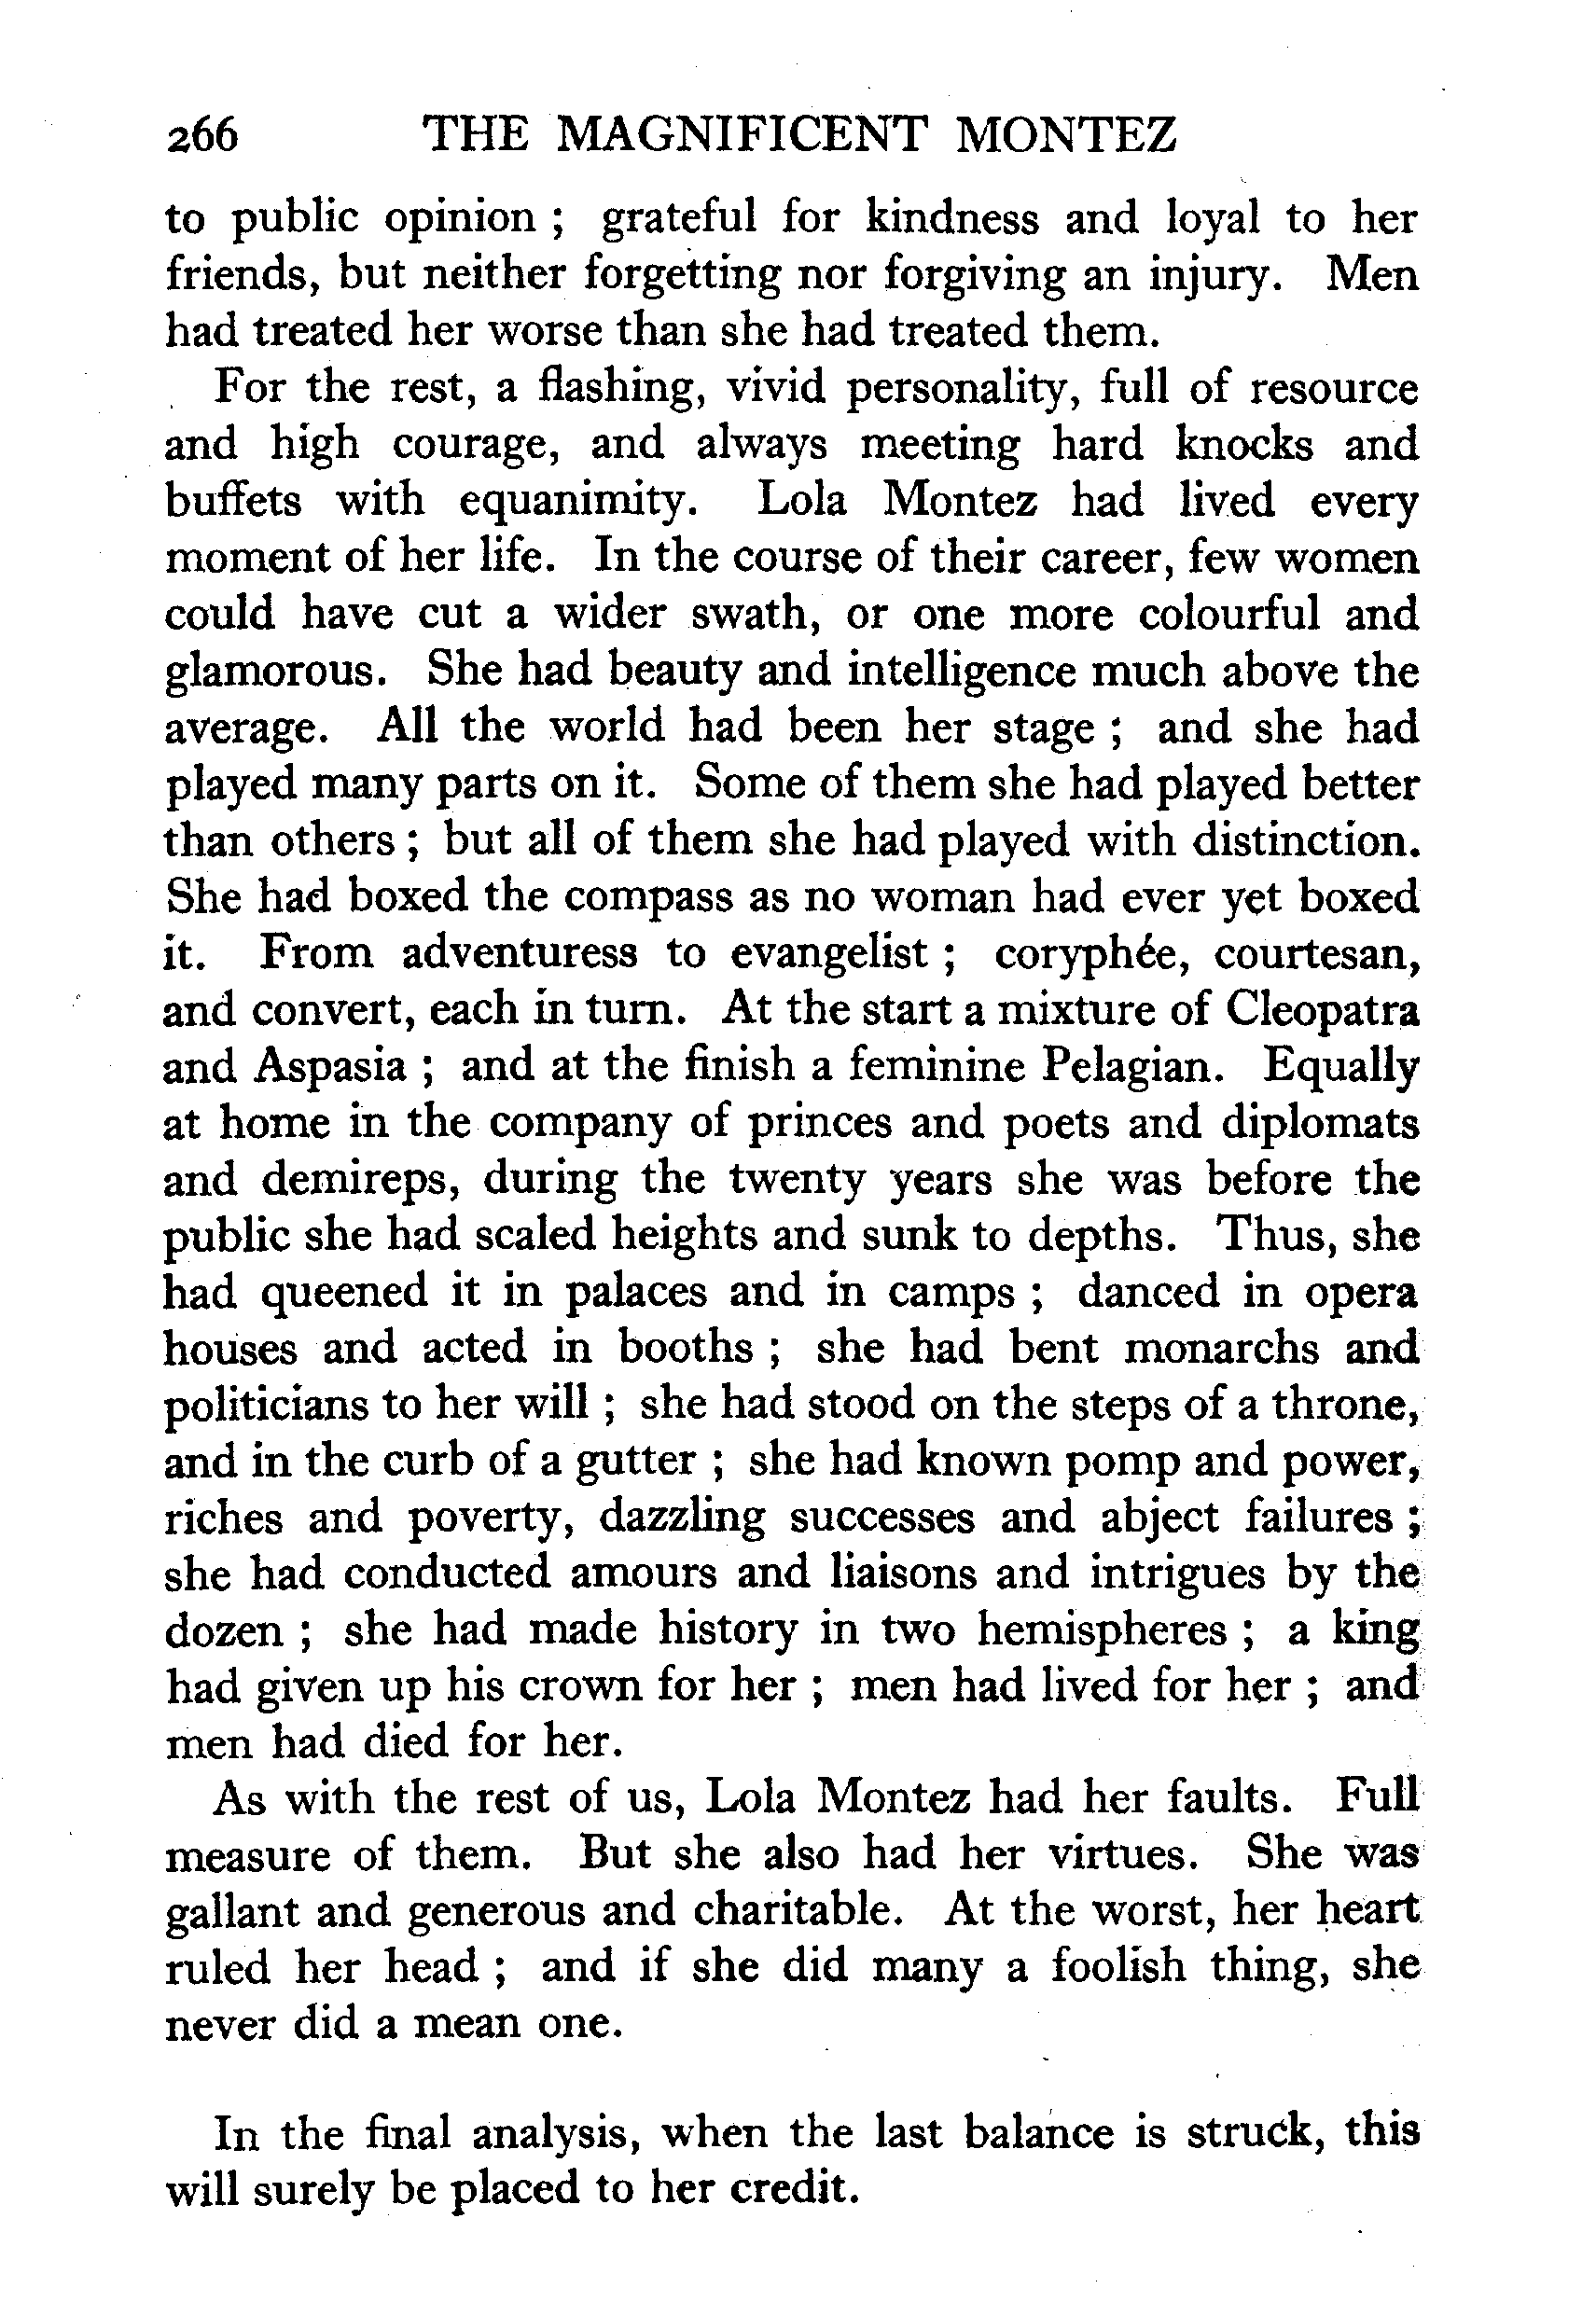 266 THE MAGNIFICENT MONTEZ
to public opinion ; grateful for kindness and loyal to her
friends, but neither forgetting nor forgiving an injury. Men
had treated her worse than she had treated them.
For the rest, a flashing, vivid personality, full of resource
and high courage, and always meeting hard knocks and
buffets with equanimity. Lola Montez had lived every
moment of her life. In the course of their career, few women
could have cut a wider swath, or one more colourful and
glamorous. She had beauty and intelligence much above the
average. All the world had been her stage ; and she had
played many parts on it. Some of them she had played better
than others ; but all of them she had played with distinction.
She had boxed the compass as no woman had ever yet boxed
it. From adventuress to evangelist ; coryphée, courtesan,
and convert, each in turn. At the start a mixture of Cleopatra
and Aspasia ; and at the finish a feminine Pelagian. Equally
at home in the company of princes and poets and diplomats
and demireps, during the twenty years she was before the
public she had scaled heights and sunk to depths. Thus, she
had queened it in palaces and in camps ; danced in opera
houses and acted in booths ; she had bent monarchs and
politicians to her will ; she had stood on the steps of a throne,
and in the curb of a gutter ; she had known pomp and power,
riches and poverty, dazzling successes and abject failures ;
she had conducted amours and liaisons and intrigues by the
dozen ; she had made history in two hemispheres ; a king
had given up his crown for her ; men had lived for her ; and
men had died for her.
As with the rest of us, Lola Montez had her faults. Full
measure of them. But she also had her virtues. She was
gallant and generous and charitable. At the worst, her heart
ruled her head ; and if she did many a foolish thing, she
never did a mean one.
In the final analysis, when the last balance is struck, this
will surely be placed to her credit.